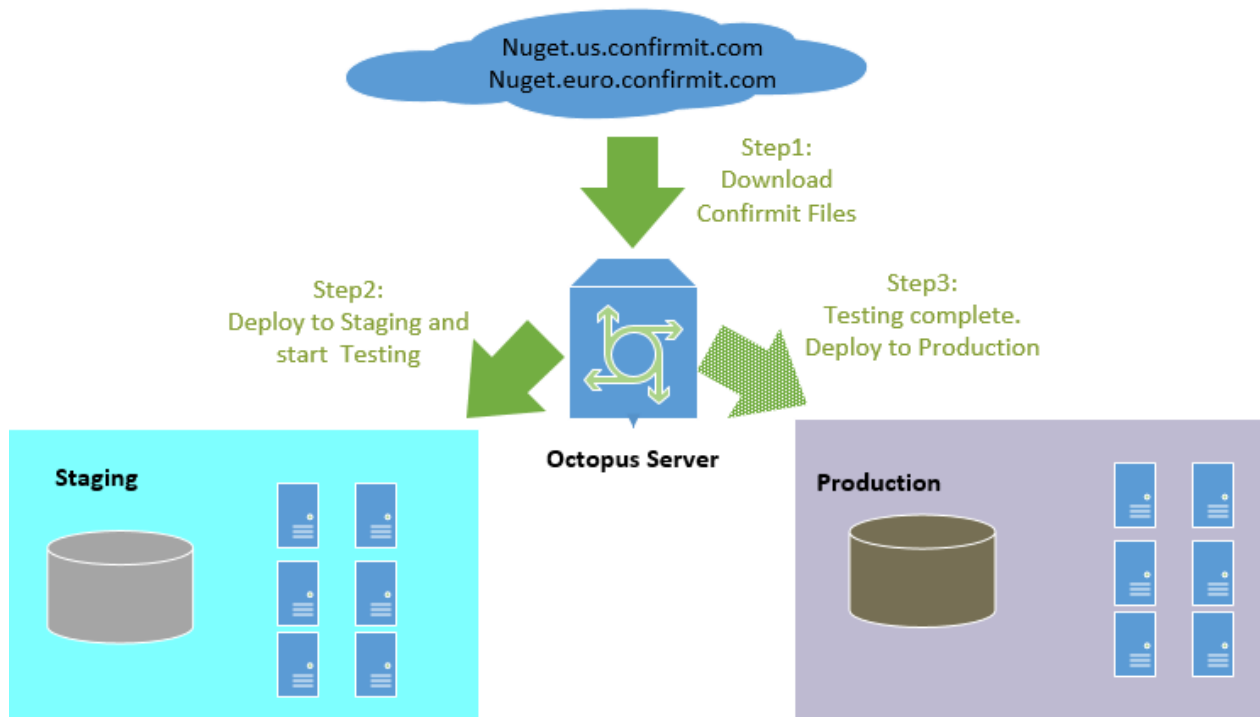 Nuget.us.confirmit.com
Nuget.euro.confirmit.com
Step1:
Download
Confirmit Files
Step2:
Deploy to Staging and
start Testing
Step3:
Testing complete.
Deploy to Production
Octopus Server
Staging
Production